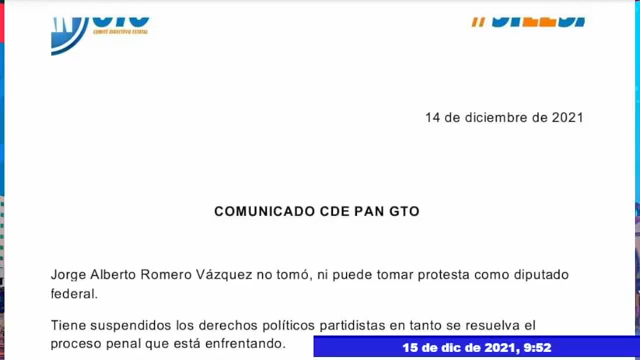 COMITÉ DIRECTIVO ESTATAL
14 de diciembre de 2021
COMUNICADO CDE PAN GTO
Jorge Alberto Romero Vázquez no tomó, ni puede tomar protesta como diputado
federal.
Tiene suspendidos los derechos políticos partidistas en tanto se resuelva el
proceso penal que está enfrentando.
15 de dic de 2021, 9:52